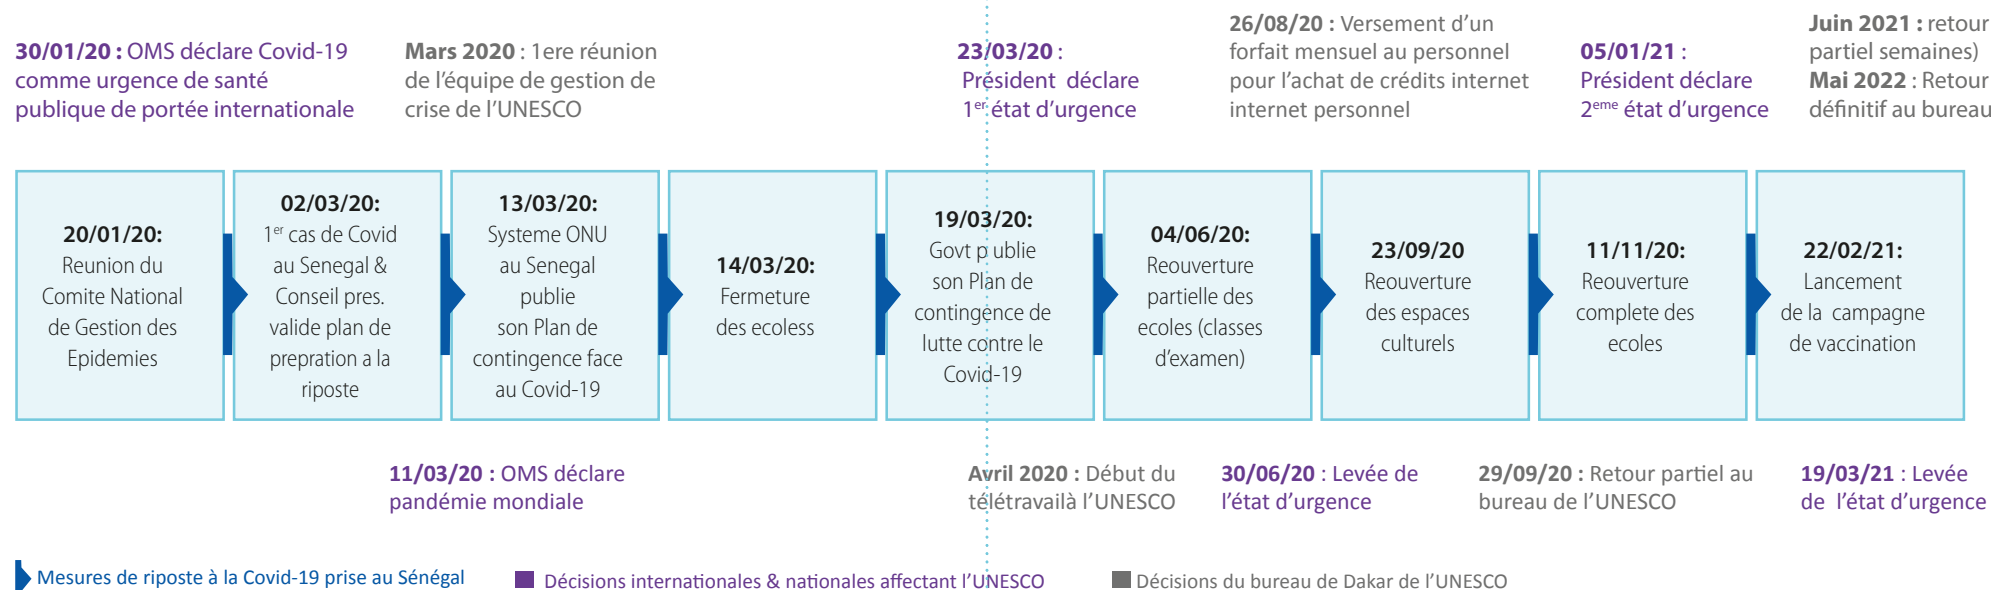 30/01/20 : OMS déclare Covid-19
comme urgence de santé
publique de portée internationale
Mars 2020 : 1ere réunion
de l’équipe de gestion de
crise de l’UNESCO
23/03/20 :
Président déclare
1er état d’urgence
26/08/20 : Versement d’un
forfait mensuel au personnel
pour l’achat de crédits internet
internet personnel
05/01/21 :
Président déclare
2eme état d’urgence
Juin 2021 : retour
partiel semaines)
Mai 2022 : Retour
définitif au bureau
20/01/20:
Reunion du
Comite National
de Gestion des
Epidemies
02/03/20:
1er cas de Covid
au Senegal &
Conseil pres.
valide plan de
prepration a la
riposte
13/03/20:
Systeme ONU
au Senegal
publie
son Plan de
contingence face
au Covid-19
14/03/20:
Fermeture
des ecoless
19/03/20:
Govt p ublie
son Plan de
contingence de
lutte contre le
Covid-19
04/06/20:
Reouverture
partielle des
ecoles (classes
d’examen)
23/09/20
Reouverture
des espaces
culturels
11/11/20:
Reouverture
complete des
ecoles
22/02/21:
Lancement
de la campagne
de vaccination
11/03/20 : OMS déclare
pandémie mondiale
Avril 2020 : Début du
télétravailà l’UNESCO
30/06/20 : Levée de
l’état d’urgence
29/09/20 : Retour partiel au
bureau de l’UNESCO
19/03/21 : Levée
de l’état d’urgence
Mesures de riposte à la Covid-19 prise au Sénégal
Décisions internationales & nationales affectant l’UNESCO
Décisions du bureau de Dakar de l’UNESCO